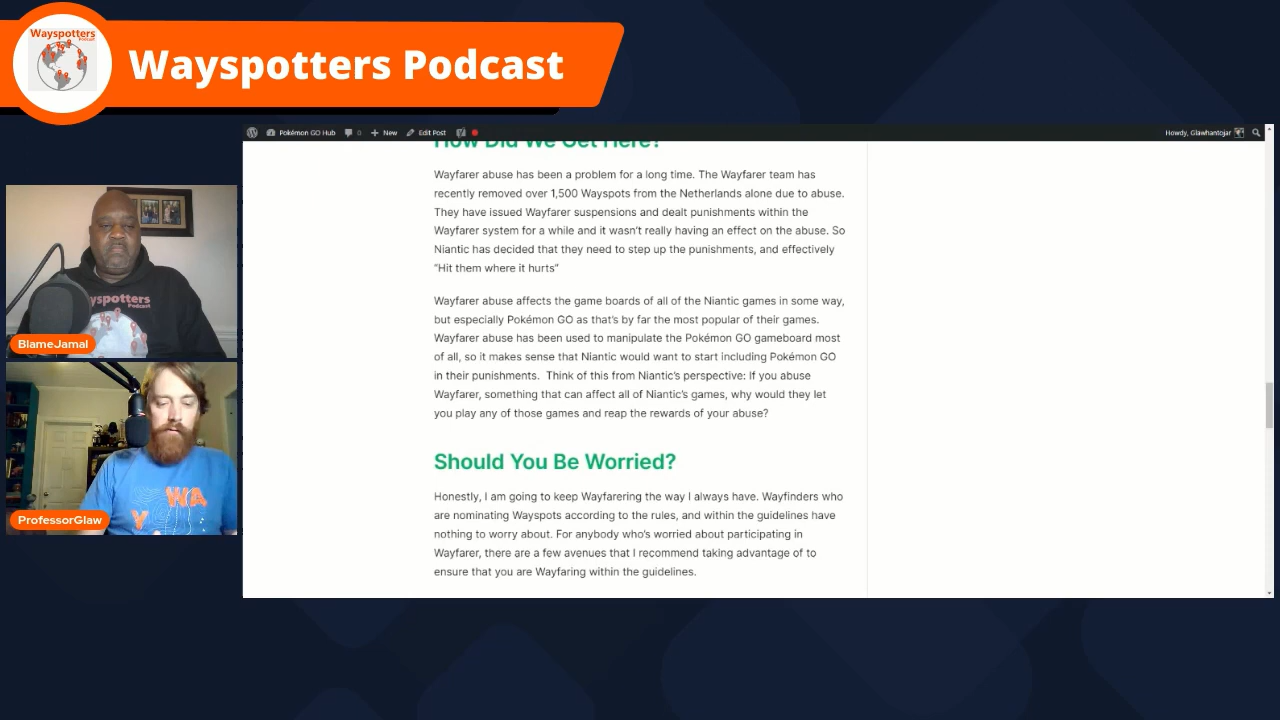 Wayspotters
Podcast
Wayspotters Podcast
Pokémon GO Hub
0
New
Edit Post
Howdy, Glawhantojar
How Did We Get Here?
Wayfarer abuse has been a problem for a long time. The Wayfarer team has
recently removed over 1,500 Wayspots from the Netherlands alone due to abuse.
They have issued Wayfarer suspensions and dealt punishments within the
Wayfarer system for a while and it wasn't really having an effect on the abuse. So
Niantic has decided that they need to step up the punishments, and effectively
“Hit them where it hurts”
Wayfarer abuse affects the game boards of all of the Niantic games in some way,
but especially Pokémon GO as that's by far the most popular of their games.
Wayfarer abuse has been used to manipulate the Pokémon GO gameboard most
of all, so it makes sense that Niantic would want to start including Pokémon GO
in their punishments.  Think of this from Niantic's perspective: If you abuse
Wayfarer, something that can affect all of Niantic's games, why would they let
you play any of those games and reap the rewards of your abuse?
Should You Be Worried?
Honestly, I am going to keep Wayfarering the way I always have. Wayfinders who
are nominating Wayspots according to the rules, and within the guidelines have
nothing to worry about. For anybody who's worried about participating in
Wayfarer, there are a few avenues that I recommend taking advantage of to
ensure that you are Wayfaring within the guidelines.
yspotters
Podcast
BlameJamal
WA
Y
ProfessorGlaw